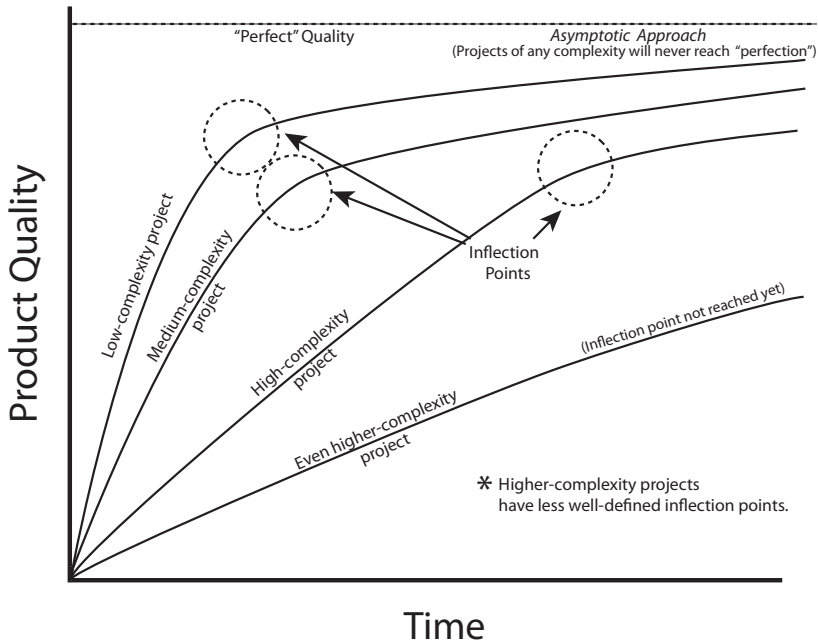 “Perfect” Quality
Asymptotic Approach
(Projects of any complexity will never reach “perfection”)
Product Quality
Low-complexity project
Medium-complexity
project
High-complexity
project
Even higher-complexity
project
Inflection
Points
(Inflection point not reached yet)
* Higher-complexity projects
have less well-defined inflection points.
Time